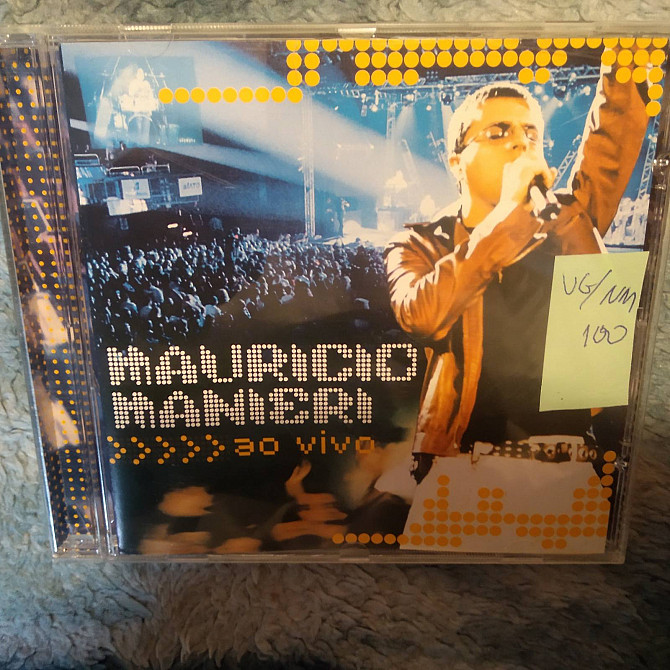 MAURICIO
MANIERI
>>>>> ao vivo
VG/NM
100